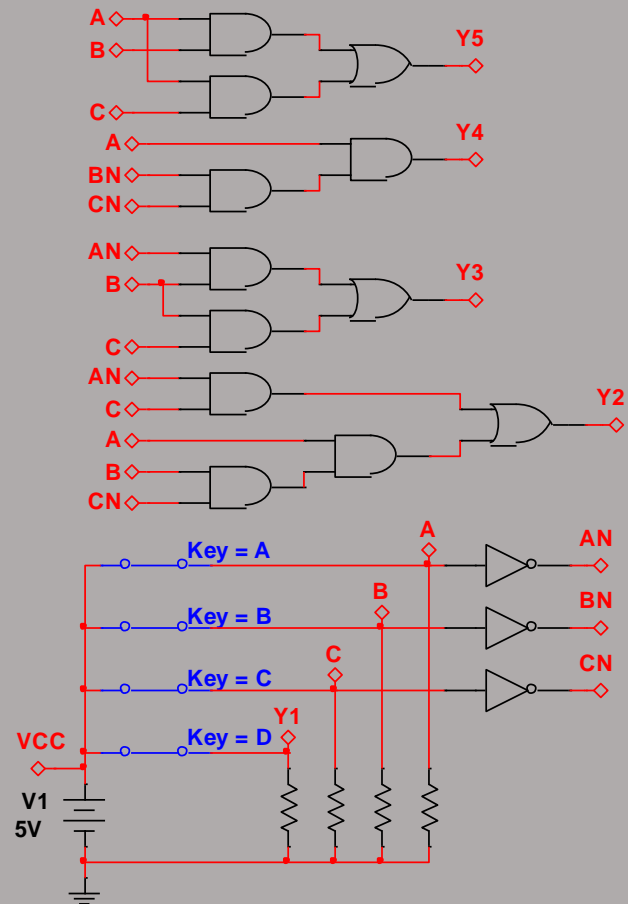 A
B
Y5
C
A
Y4
BN
CN
AN
B
Y3
C
AN
C
Y2
A
B
CN
A
AN
Key = A
B
BN
Key = B
C
CN
Key = C
Y1
VCC
Key = D
V1
5V